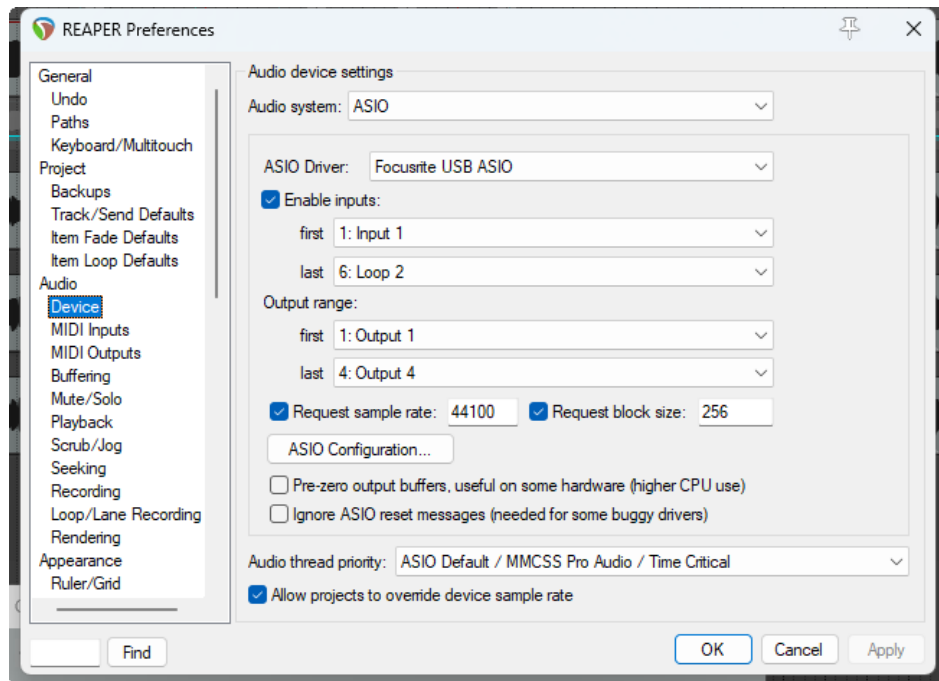 REAPER Preferences
General
Undo
Paths
Keyboard/Multitouch
Project
Backups
Track/Send Defaults
Item Fade Defaults
Item Loop Defaults
Audio
Device
MIDI Inputs
MIDI Outputs
Buffering
Mute/Solo
Playback
Scrub/Jog
Seeking
Recording
Loop/Lane Recording
Rendering
Appearance
Ruler/Grid
Find
Audio device settings
Audio system: ASIO
ASIO Driver: Focusrite USB ASIO
Enable inputs:
first 1: Input 1
last 6: Loop 2
Output range:
first 1: Output 1
last 4: Output 4
Request sample rate: 44100 Request block size: 256
ASIO Configuration...
Pre-zero output buffers, useful on some hardware (higher CPU use)
Ignore ASIO reset messages (needed for some buggy drivers)
Audio thread priority: ASIO Default / MMCSS Pro Audio / Time Critical
Allow projects to override device sample rate
OK Cancel Apply